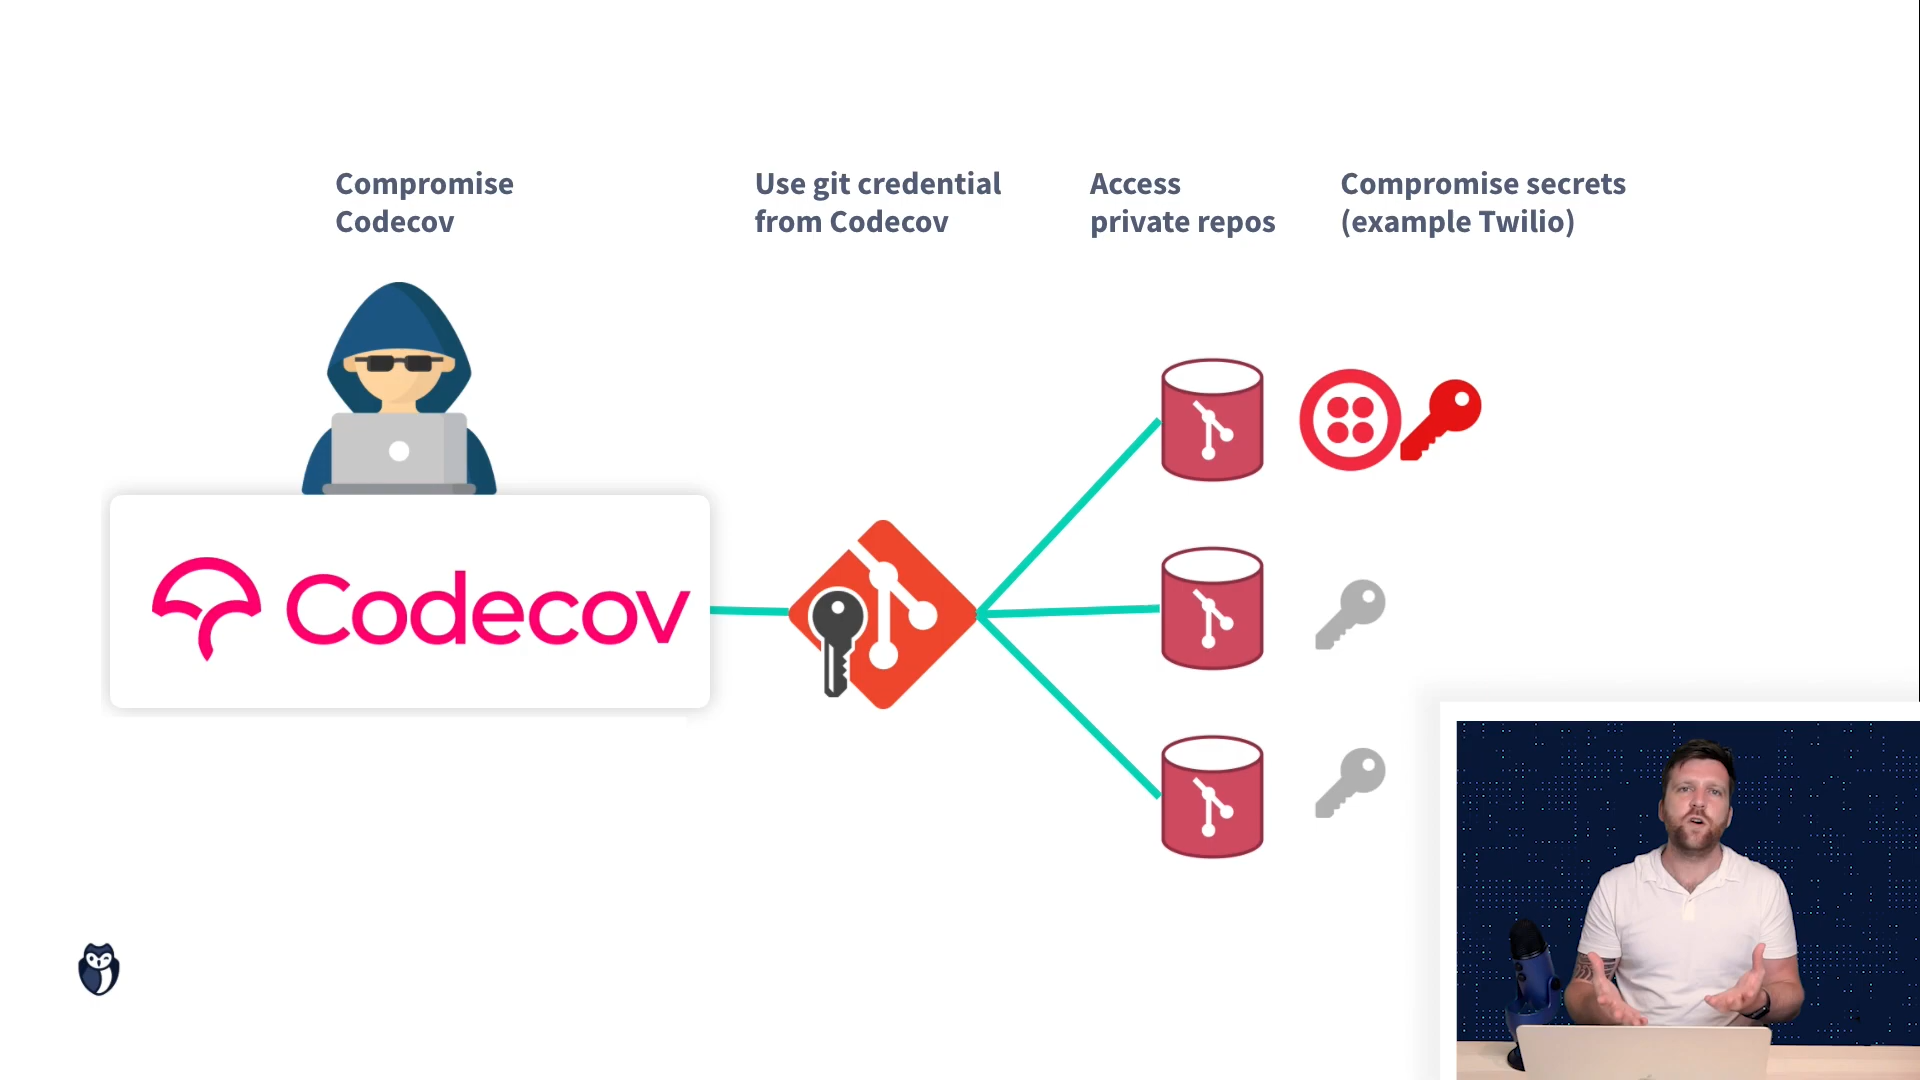 Compromise
Codecov
Use git credential
from Codecov
Access
private repos
Compromise secrets
(example Twilio)
Codecov